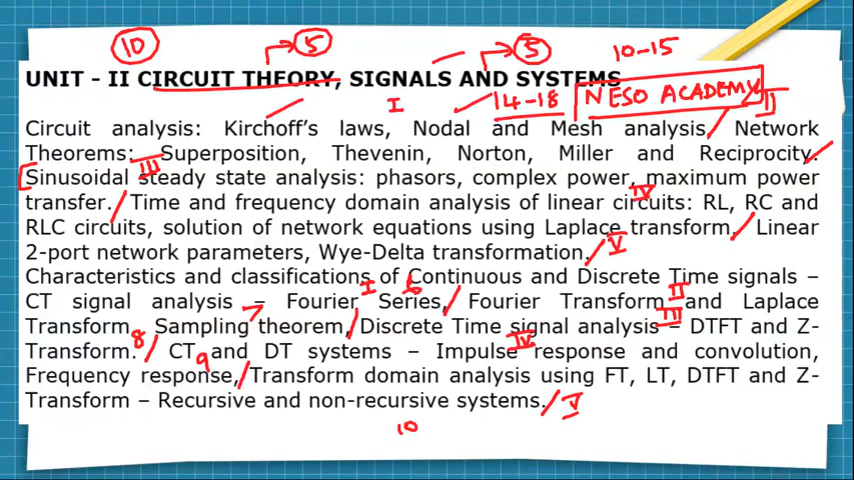 10 5 5 10-15
UNIT - II CIRCUIT THEORY, SIGNALS AND SYSTEMS
I 14-18 NESO ACADEMY II
Circuit analysis: Kirchoff's laws, Nodal and Mesh analysis, Network
Theorems: Superposition, Thevenin, Norton, Miller and Reciprocity.
III
Sinusoidal steady state analysis: phasors, complex power, maximum power
IV
transfer. Time and frequency domain analysis of linear circuits: RL, RC and
RLC circuits, solution of network equations using Laplace transform. Linear
V
2-port network parameters, Wye-Delta transformation.
Characteristics and classifications of Continuous and Discrete Time signals –
I 6 II
CT signal analysis – Fourier Series, Fourier Transform and Laplace
7 III
Transform, Sampling theorem, Discrete Time signal analysis – DTFT and Z-
8 IV
Transform. CT and DT systems – Impulse response and convolution,
9
Frequency response, Transform domain analysis using FT, LT, DTFT and Z-
Transform – Recursive and non-recursive systems.
V
10